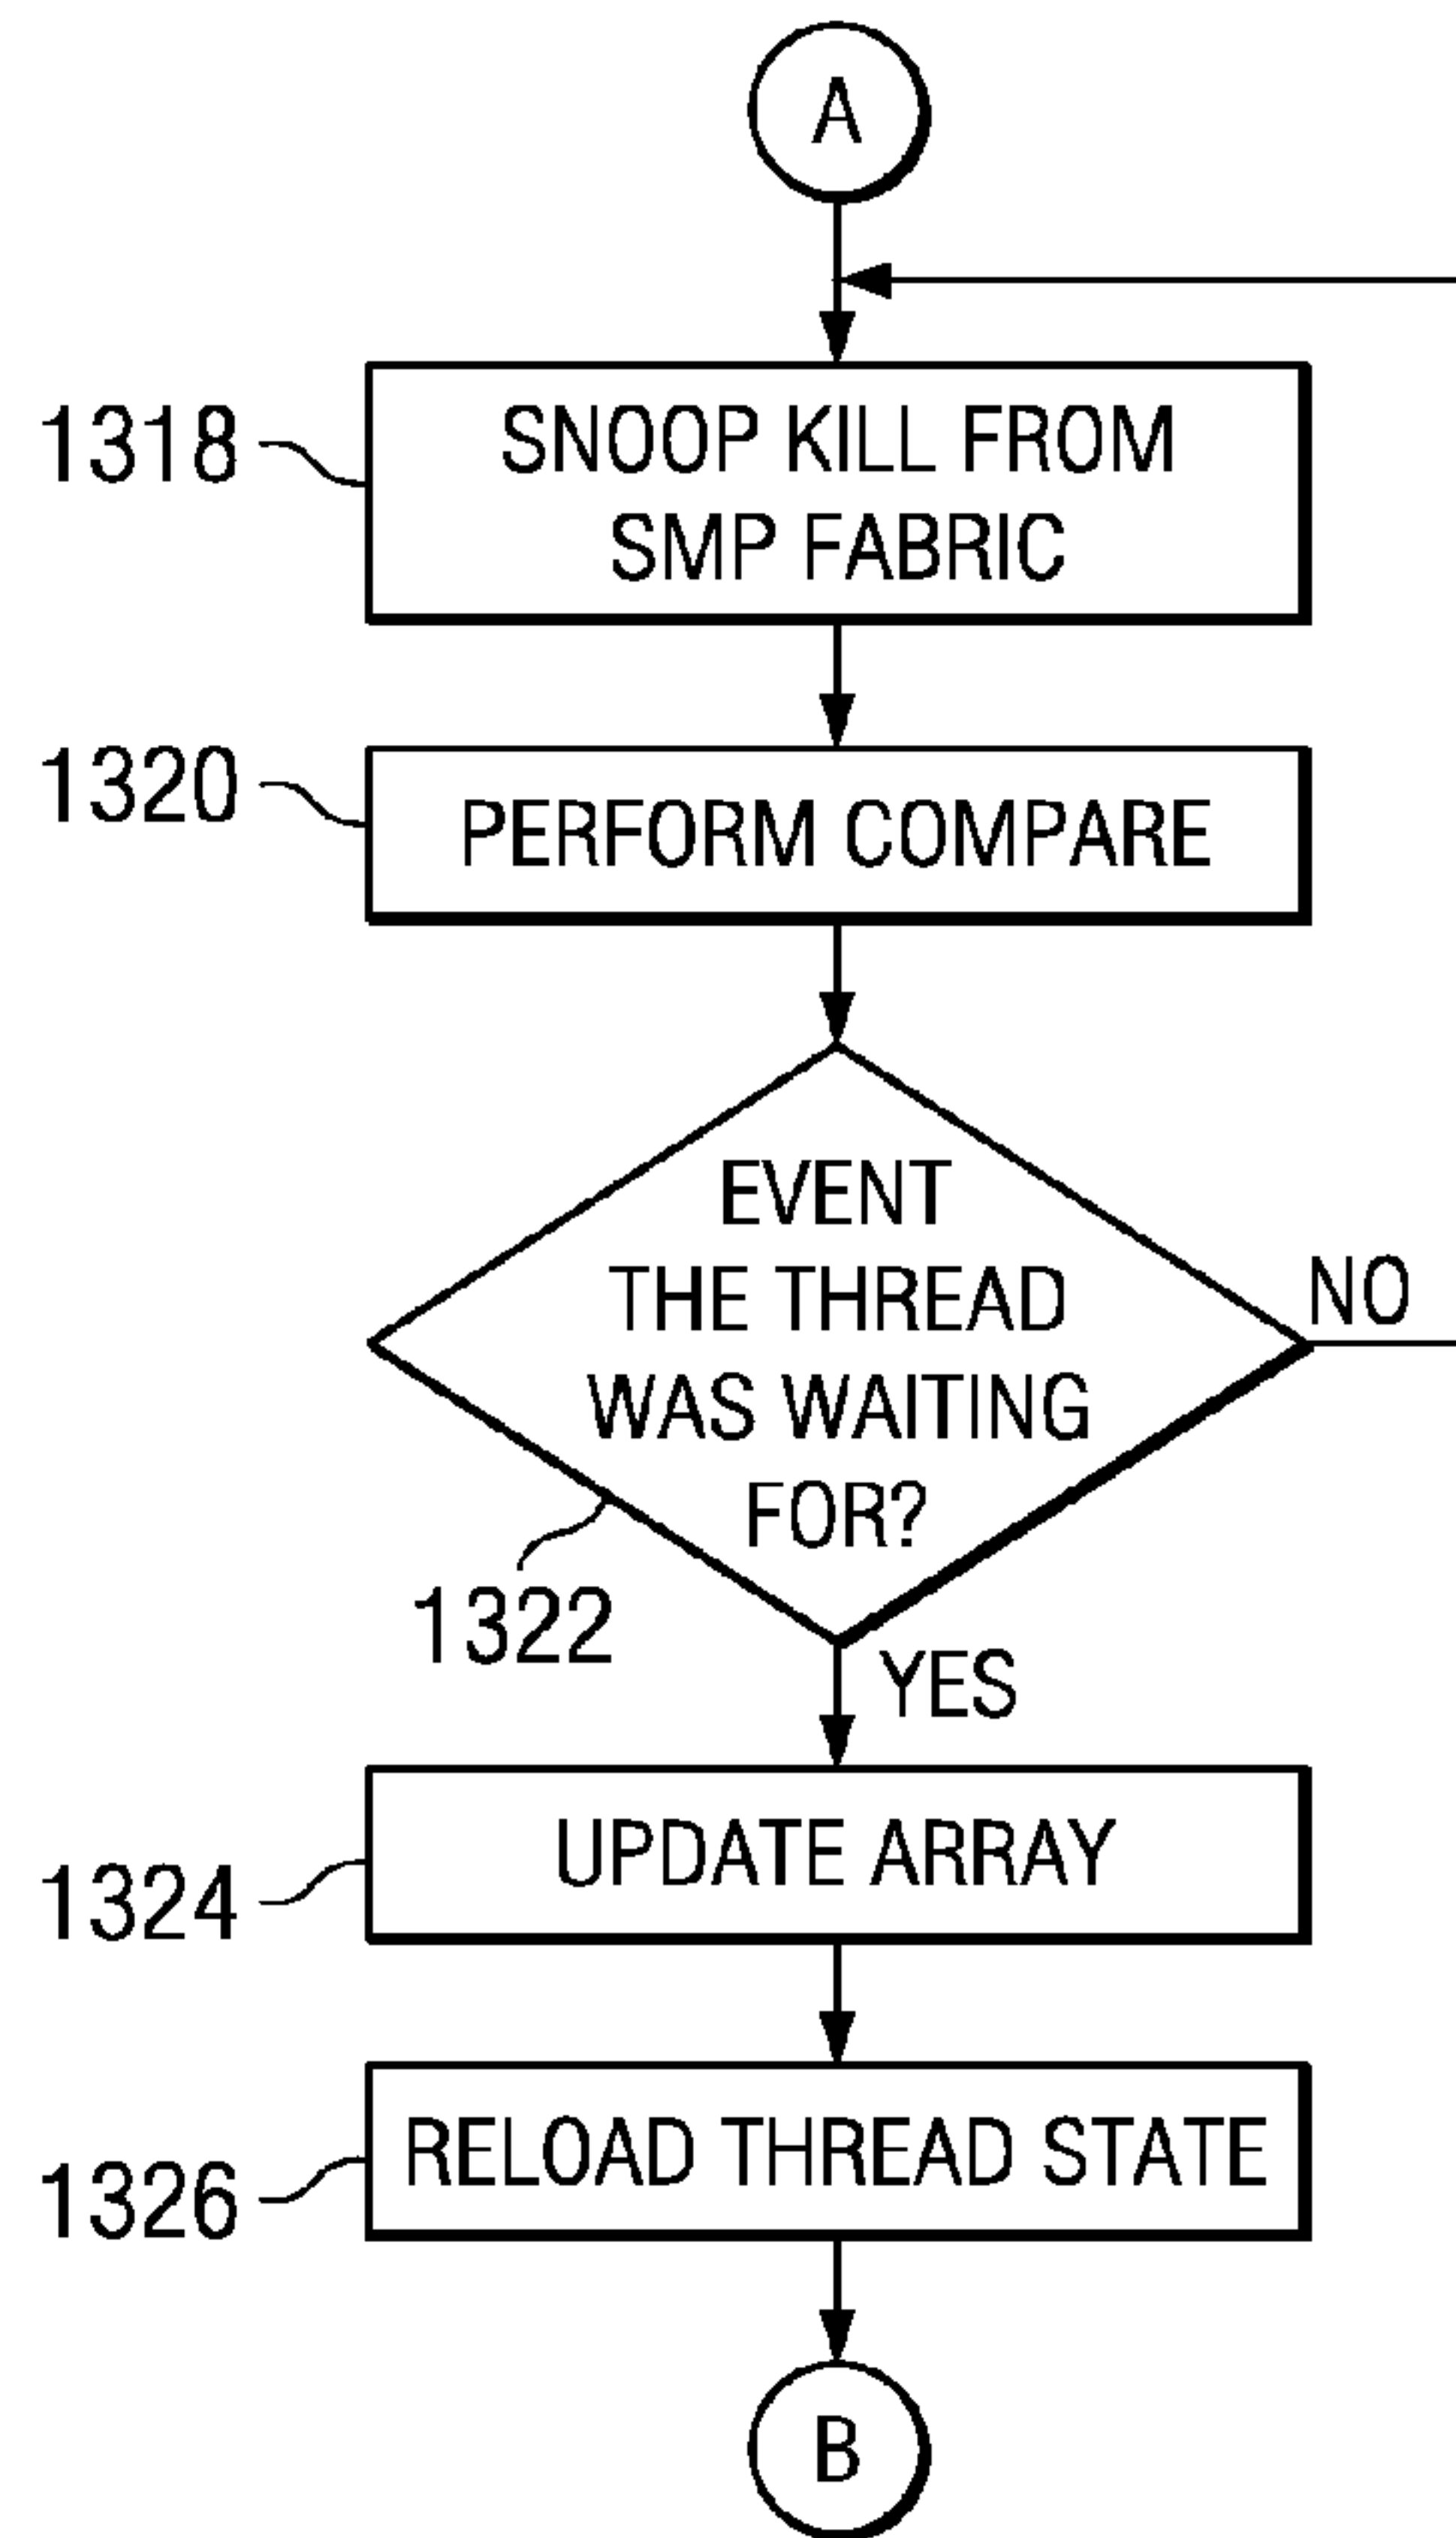 A
1318
SNOOP KILL FROM
SMP FABRIC
1320
PERFORM COMPARE
EVENT
THE THREAD
WAS WAITING
FOR?
NO
1322
YES
UPDATE ARRAY
1324
RELOAD THREAD STATE
1326
B